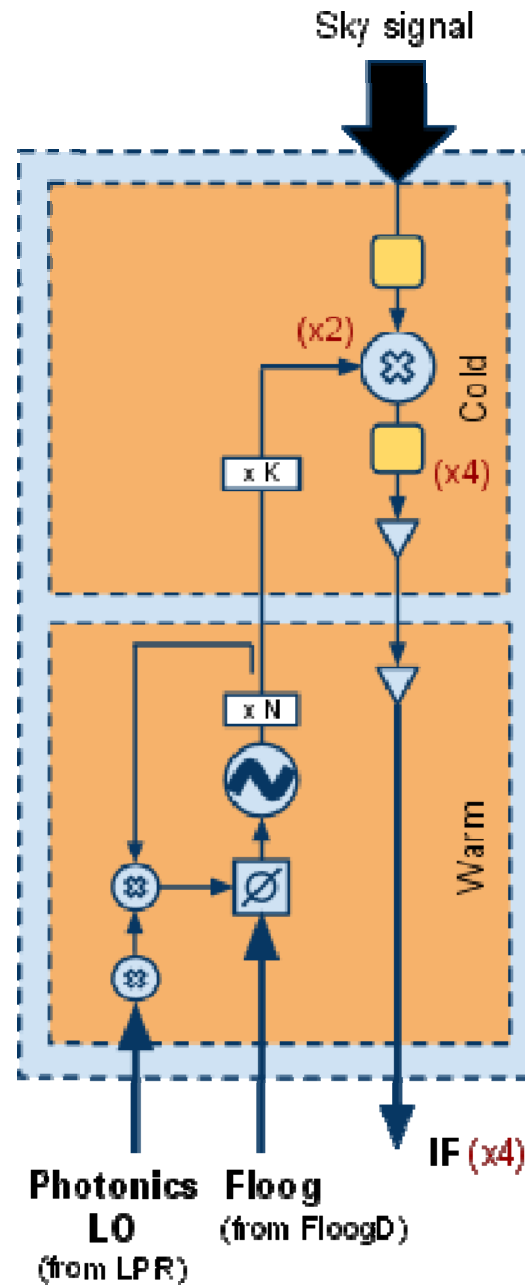 Sky signal
(x2)
Cold
x K
(x4)
x N
Warm
IF (x4)
Photonics
LO
(from LPR)
Floog
(from FloogD)